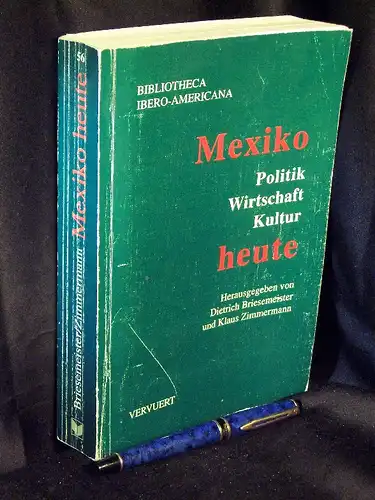 BIBLIOTHECA
IBERO-AMERICANA
Mexiko
Politik
Wirtschaft
Kultur
heute
Herausgegeben von
Dietrich Briesemeister
und Klaus Zimmermann
VERVUERT
56
Briesemeister/Zimmermann Mexiko heute